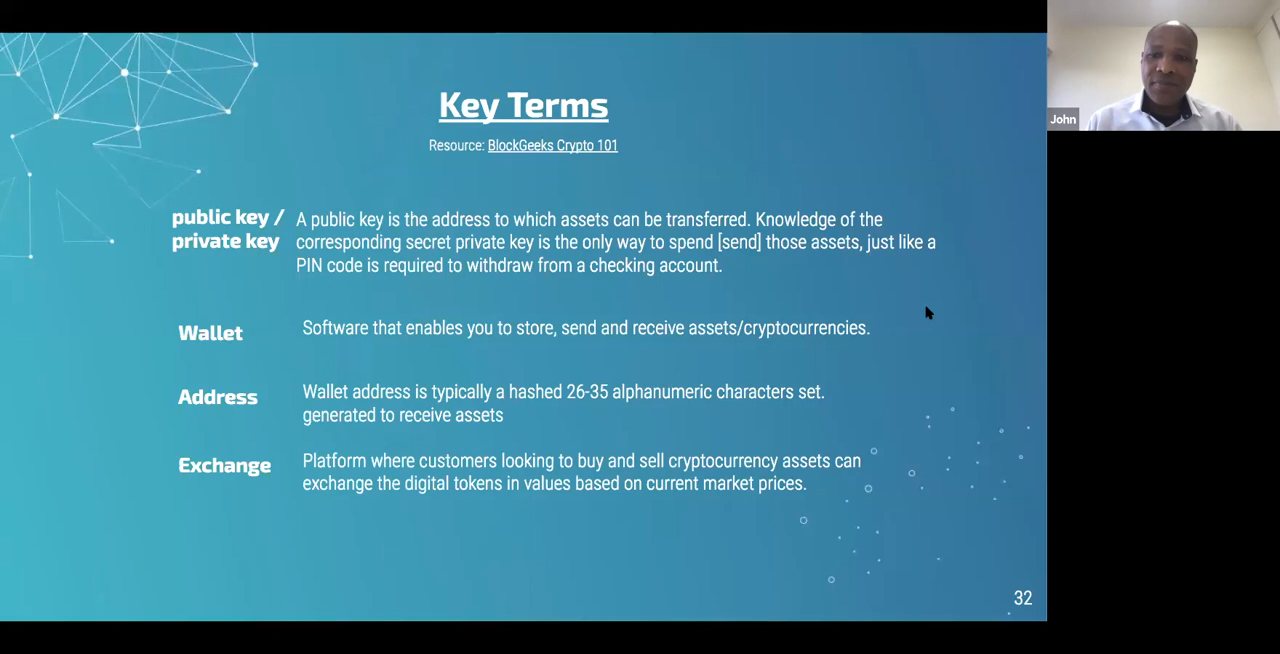 Key Terms
Resource: BlockGeeks Crypto 101
public key /
private key
A public key is the address to which assets can be transferred. Knowledge of the
corresponding secret private key is the only way to spend [send] those assets, just like a
PIN code is required to withdraw from a checking account.
Wallet
Software that enables you to store, send and receive assets/cryptocurrencies.
Address
Wallet address is typically a hashed 26-35 alphanumeric characters set.
generated to receive assets
Exchange
Platform where customers looking to buy and sell cryptocurrency assets can
exchange the digital tokens in values based on current market prices.
32
John